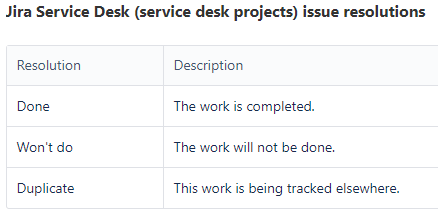 Jira Service Desk (service desk projects) issue resolutions
Resolution Description
Done The work is completed.
Won't do The work will not be done.
Duplicate This work is being tracked elsewhere.